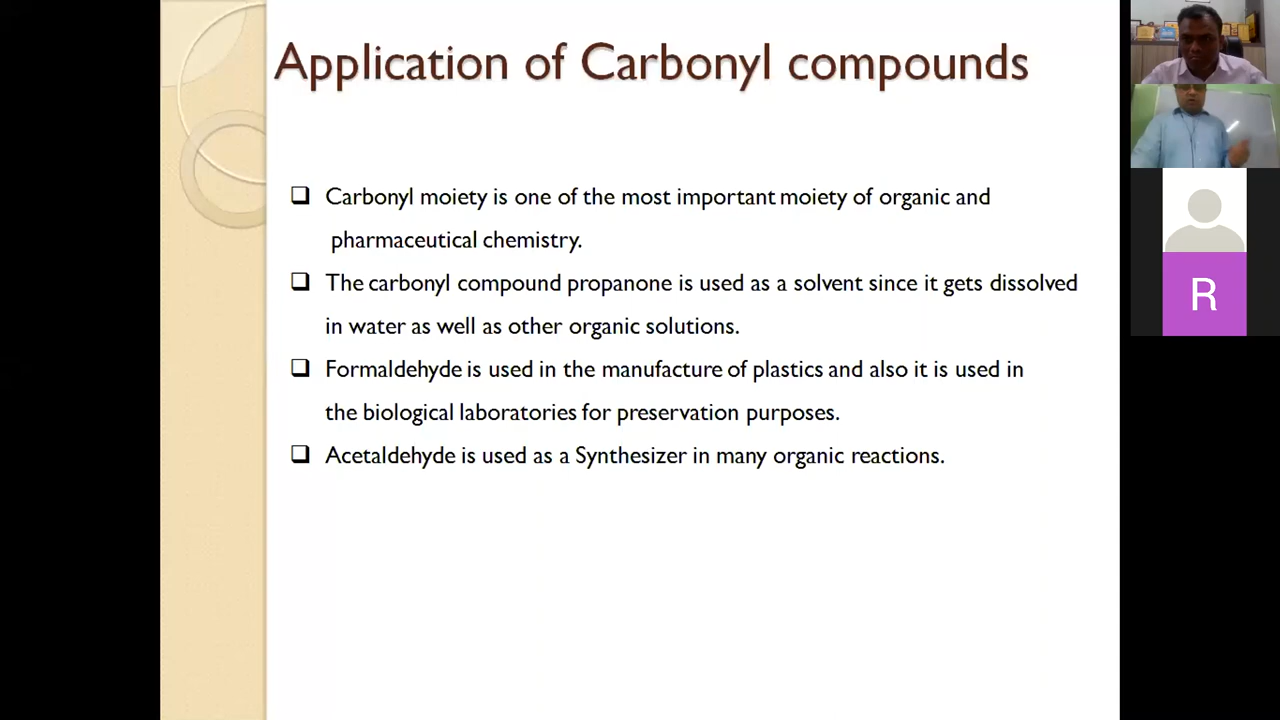 Application of Carbonyl compounds
Carbonyl moiety is one of the most important moiety of organic and
pharmaceutical chemistry.
The carbonyl compound propanone is used as a solvent since it gets dissolved
in water as well as other organic solutions.
Formaldehyde is used in the manufacture of plastics and also it is used in
the biological laboratories for preservation purposes.
Acetaldehyde is used as a Synthesizer in many organic reactions.
R